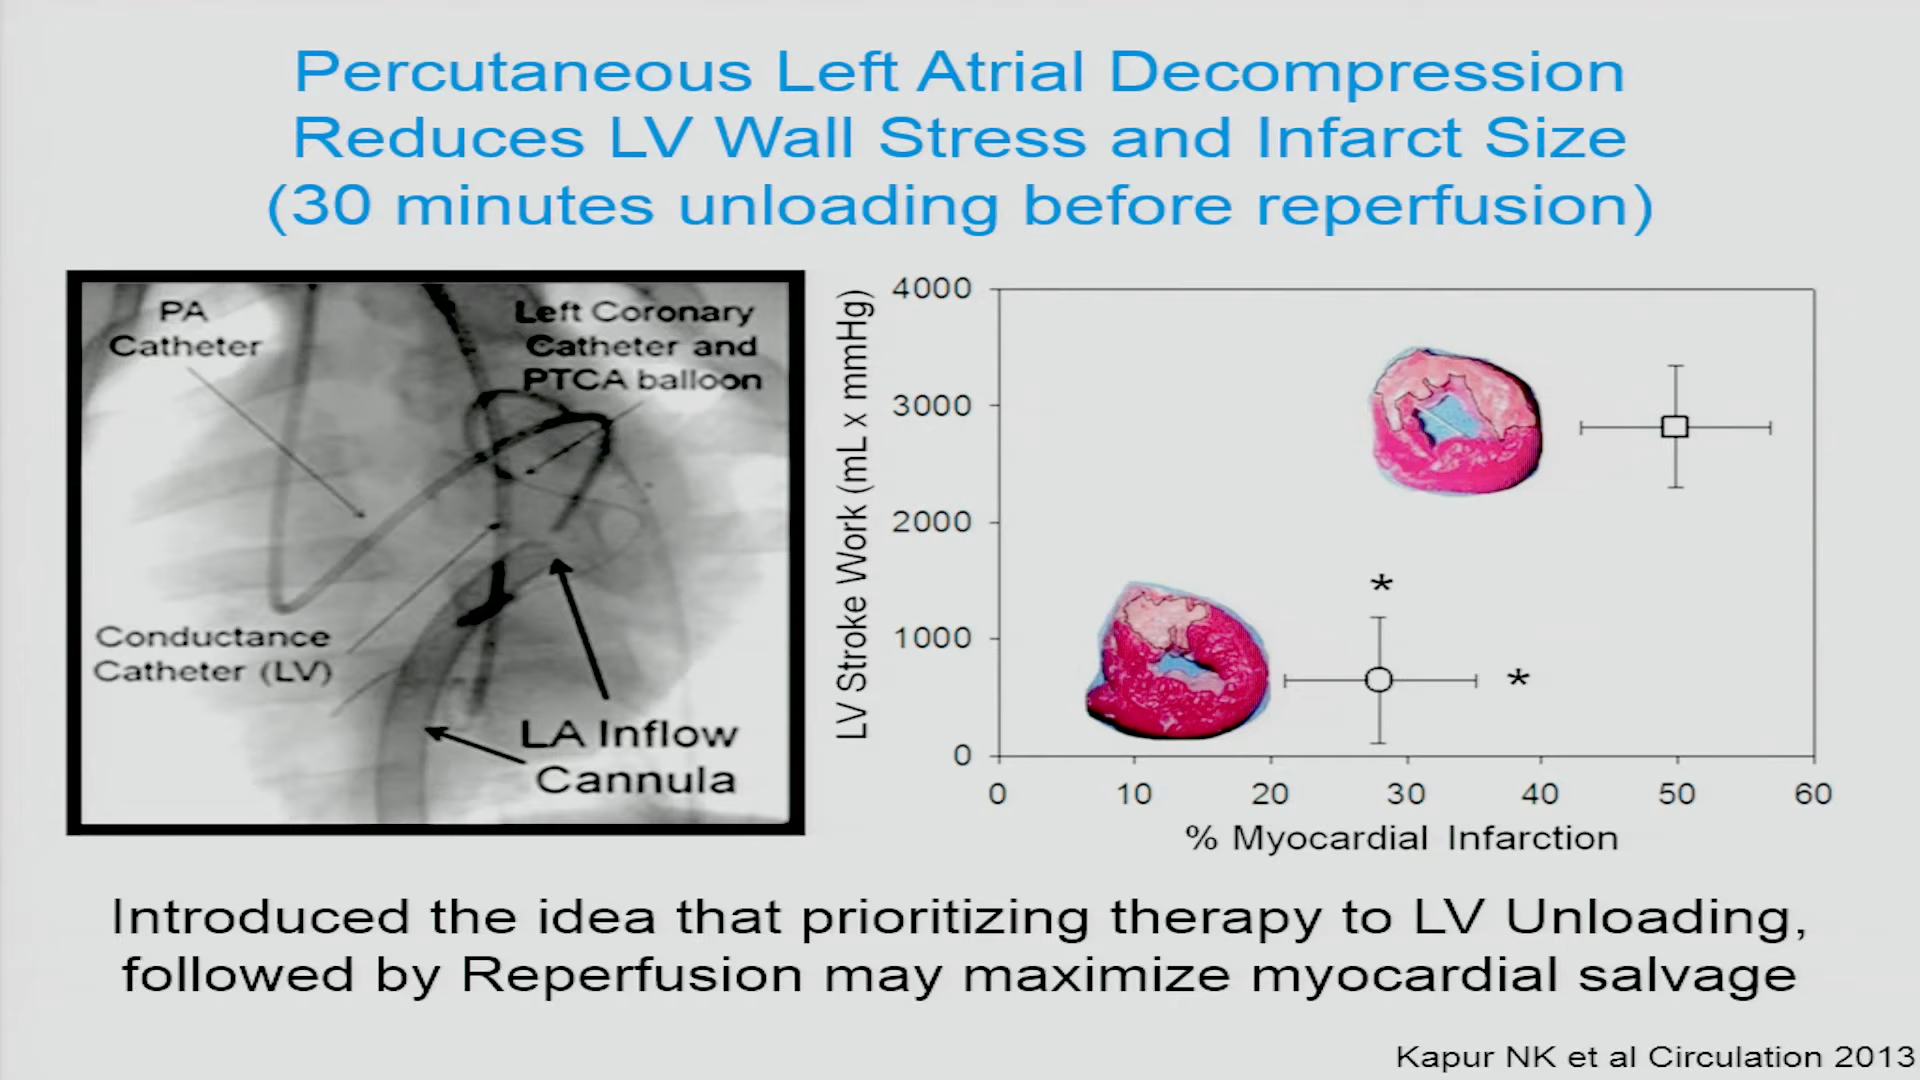 Percutaneous Left Atrial Decompression
Reduces LV Wall Stress and Infarct Size
(30 minutes unloading before reperfusion)
PA
Catheter
Left Coronary
Catheter and
PTCA balloon
Conductance
Catheter (LV)
LA Inflow
Cannula
LV Stroke Work (mL x mmHg)
4000
3000
2000
1000
0
*
*
0 10 20 30 40 50 60
% Myocardial Infarction
Introduced the idea that prioritizing therapy to LV Unloading,
followed by Reperfusion may maximize myocardial salvage
Kapur NK et al Circulation 2013